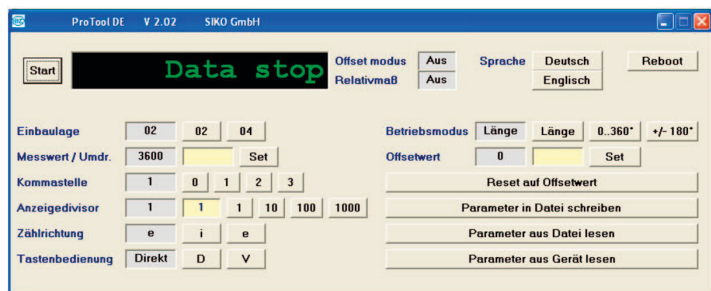 ProTool DE V 2.02 SIKO GmbH
Start
Data stop
Offset modus Aus
Relativmaß Aus
Sprache Deutsch
Englisch
Reboot
Einbaulage 02 02 04
Messwert / Umdr. 3600 Set
Kommastelle 1 0 1 2 3
Anzeigedivisor 1 1 1 10 100 1000
Zählrichtung e i e
Tastenbedienung Direkt D V
Betriebsmodus Länge Länge 0..360° +/- 180°
Offsetwert 0 Set
Reset auf Offsetwert
Parameter in Datei schreiben
Parameter aus Datei lesen
Parameter aus Gerät lesen